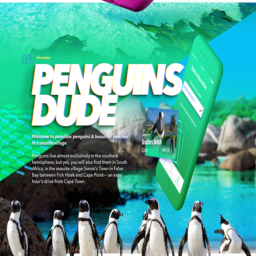 PENGUINS
DUDE
Welcome to paradise: penguins & beautiful beaches
in a seaside village
Penguins live almost exclusively in the southern
hemisphere, but yes, you will also find them in South
Africa, in the seaside village Simon's Town in False
Bay between Fish Hoek and Cape Point— an easy
hour's drive from Cape Town.